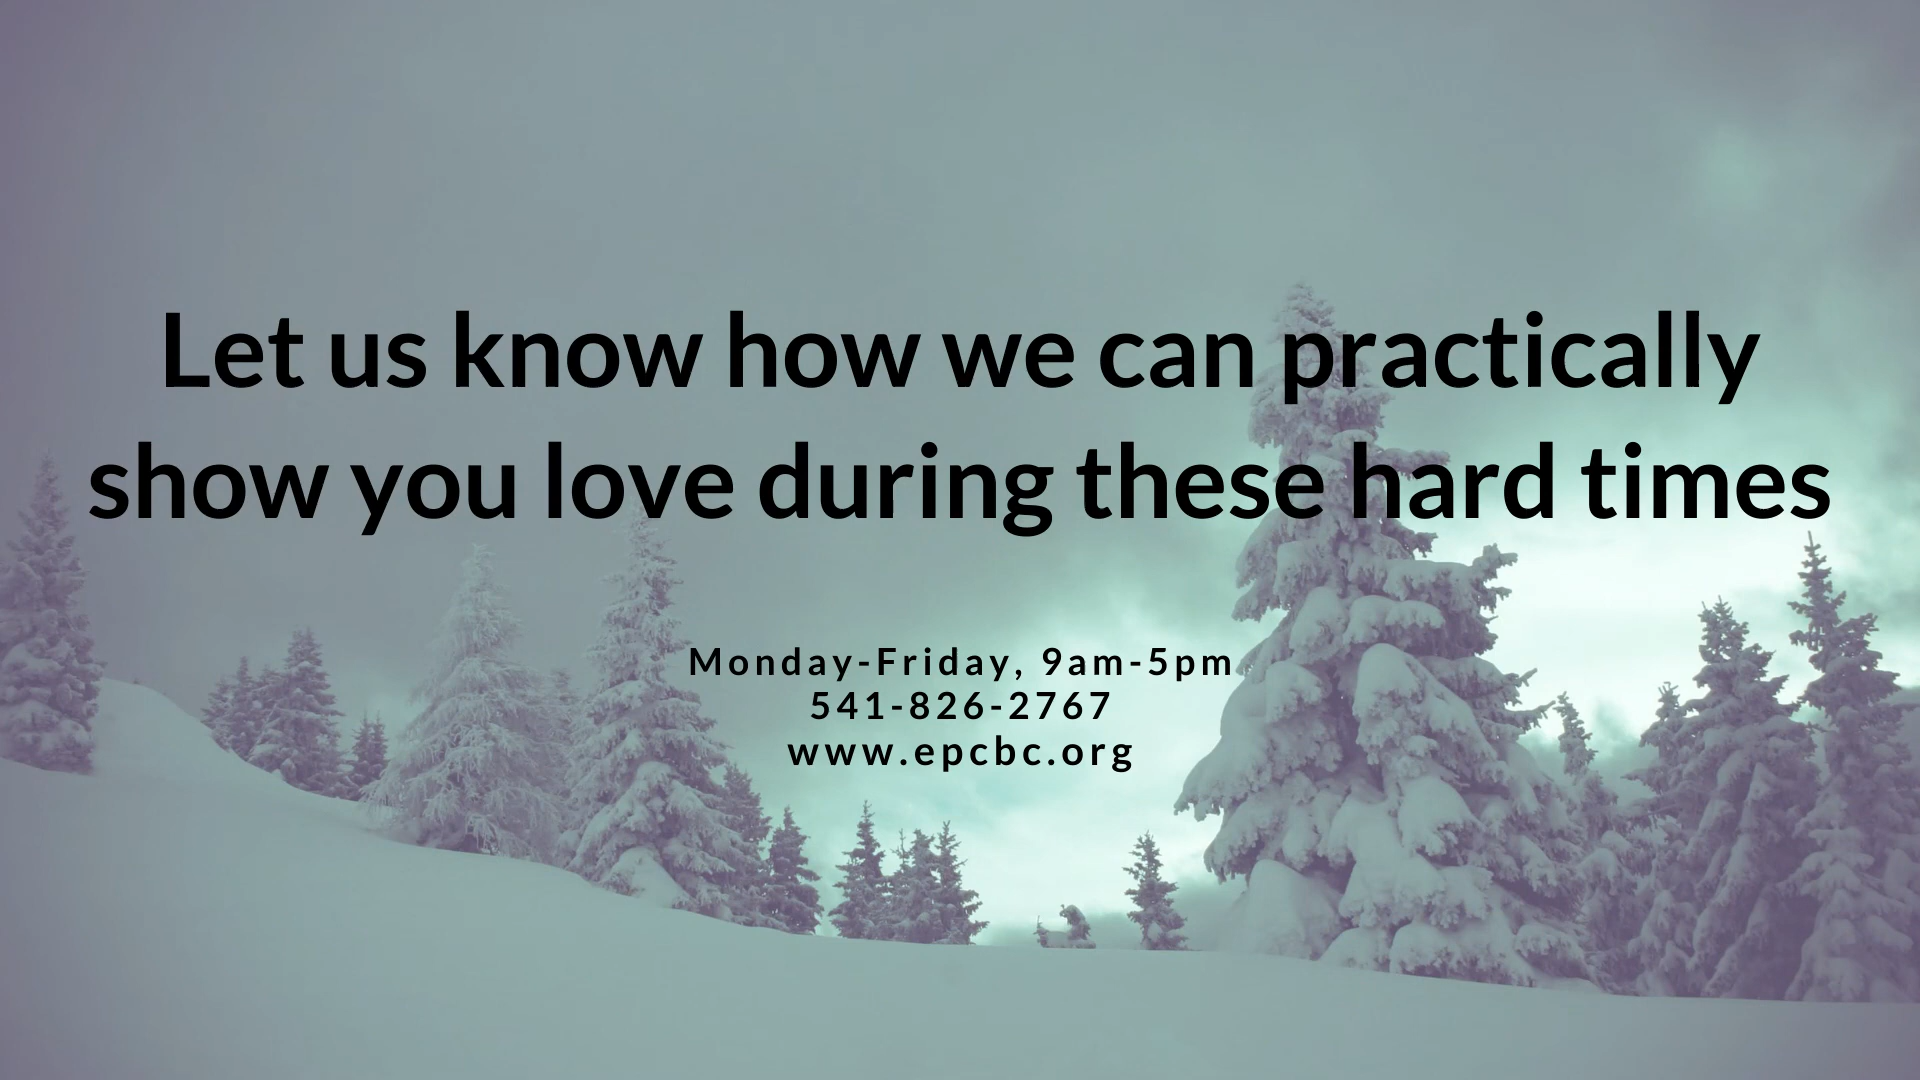 Let us know how we can practically
show you love during these hard times
Monday-Friday, 9am-5pm
541-826-2767
www.epcbc.org